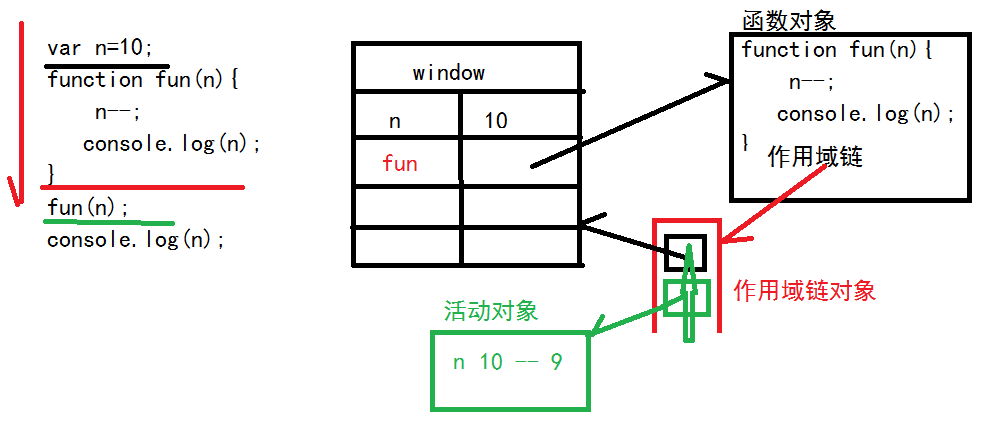 var n=10;
function fun(n){
n--;
console.log(n);
}
fun(n);
console.log(n);
window
n 10
fun
函数对象
function fun(n){
n--;
console.log(n);
}
作用域链
作用域链对象
活动对象
n 10 -- 9